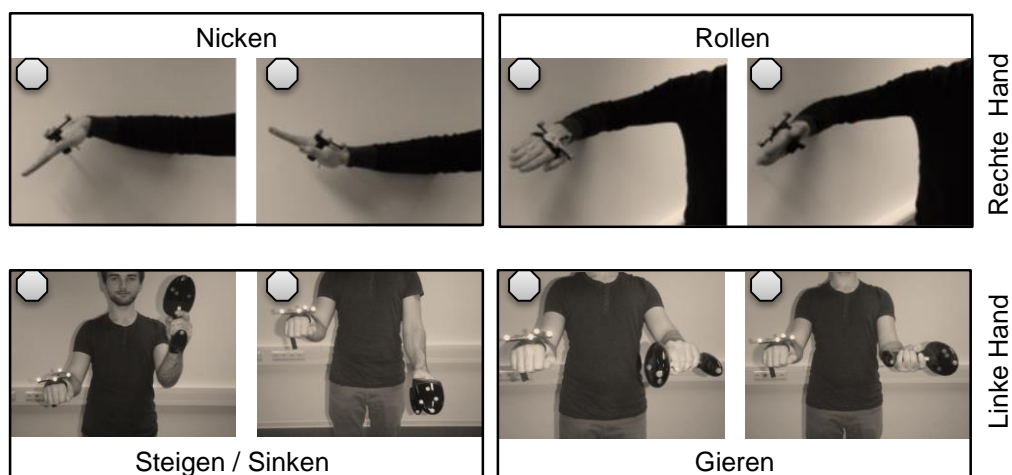 Nicken
Rollen
Rechte Hand
Steigen / Sinken
Gieren
Linke Hand